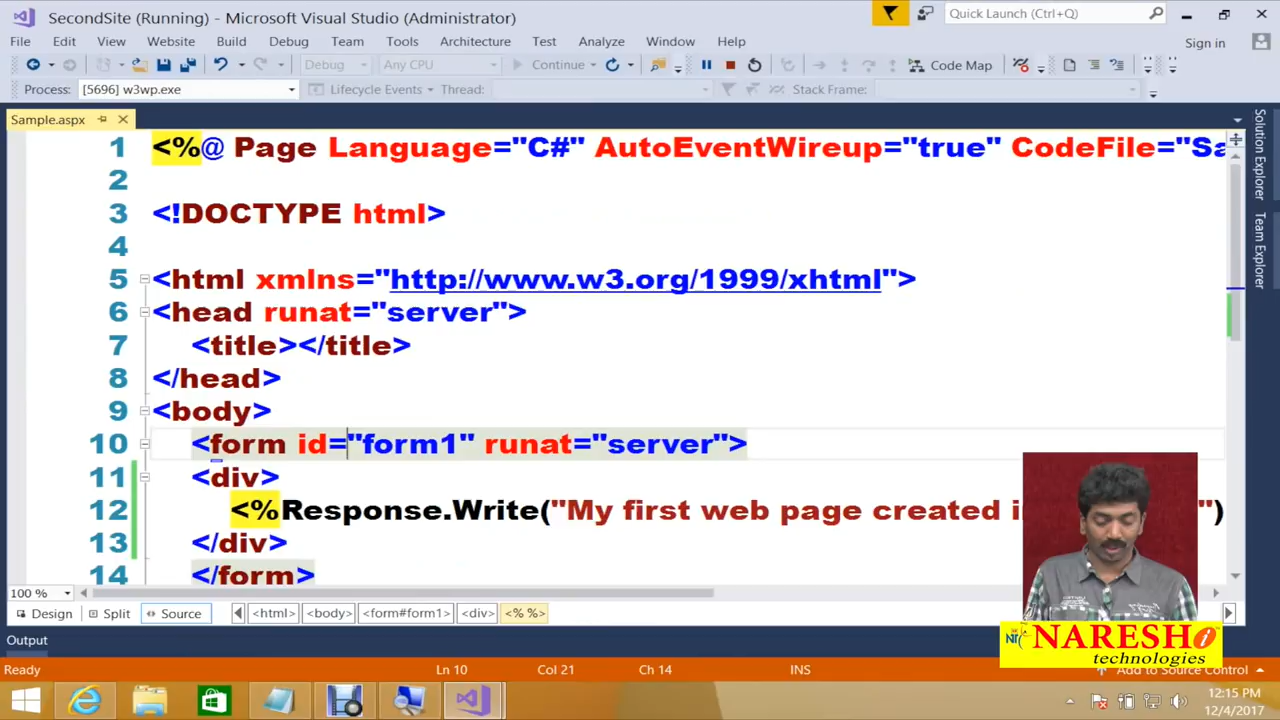 SecondSite (Running) - Microsoft Visual Studio (Administrator)
Quick Launch (Ctrl+Q)
File Edit View Website Build Debug Team Tools Architecture Test Analyze Window Help
Sign in
Debug Any CPU Continue Code Map
Process: [5696] w3wp.exe Lifecycle Events Thread: Stack Frame:
Sample.aspx
Solution Explorer
Team Explorer
1 <%@ Page Language="C#" AutoEventWireup="true" CodeFile="Sa
2
3 <!DOCTYPE html>
4
5 <html xmlns="http://www.w3.org/1999/xhtml">
6 <head runat="server">
7 <title></title>
8 </head>
9 <body>
10 <form id="form1" runat="server">
11 <div>
12 <%Response.Write("My first web page created i ")
13 </div>
14 </form>
100 %
Design Split Source <html> <body> <form#form1> <div> <% %>
Output
NARESH i
technologies
Ready Ln 10 Col 21 Ch 14 INS Add to Source Control
12:15 PM
12/4/2017